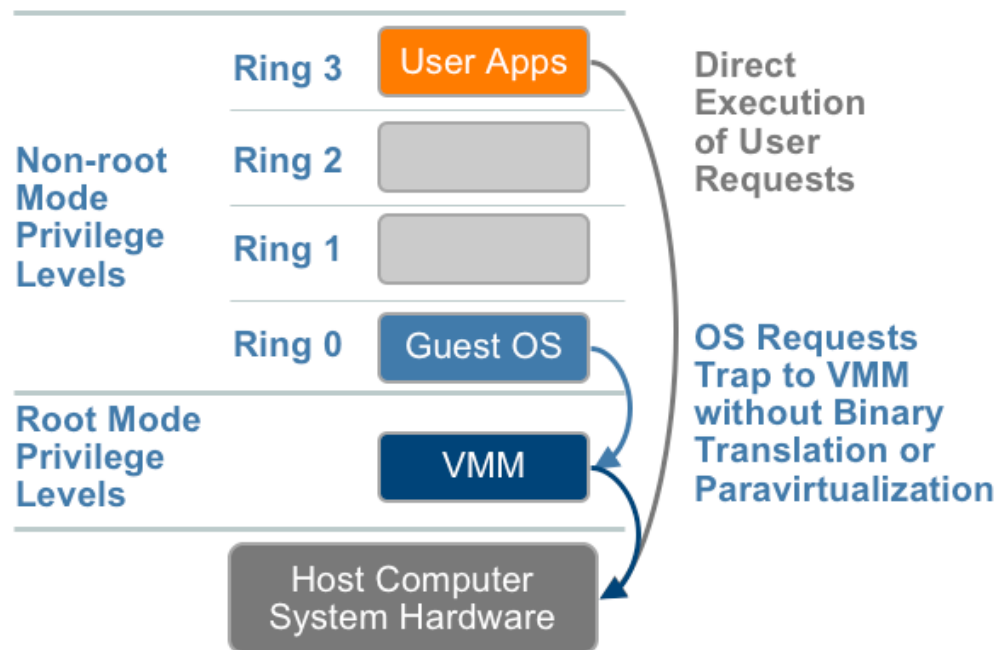 Ring 3
User Apps
Direct
Execution
of User
Requests
Non-root
Mode
Privilege
Levels
Ring 2
Ring 1
Ring 0
Guest OS
OS Requests
Trap to VMM
without Binary
Translation or
Paravirtualization
Root Mode
Privilege
Levels
VMM
Host Computer
System Hardware